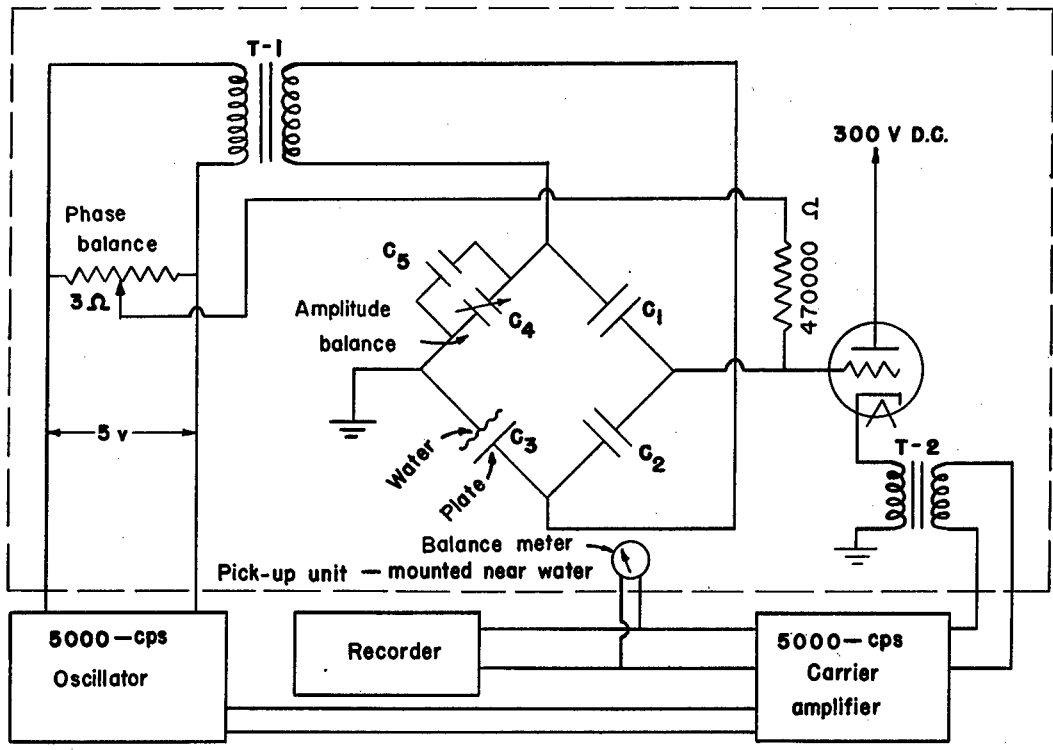 T-1
300 V D.C.
Phase
balance
3Ω
470000 Ω
C5
C4
C1
Amplitude
balance
5 v
Water
C3
Plate
C2
T-2
Balance meter
Pick-up unit — mounted near water
5000-cps
Oscillator
Recorder
5000-cps
Carrier
amplifier